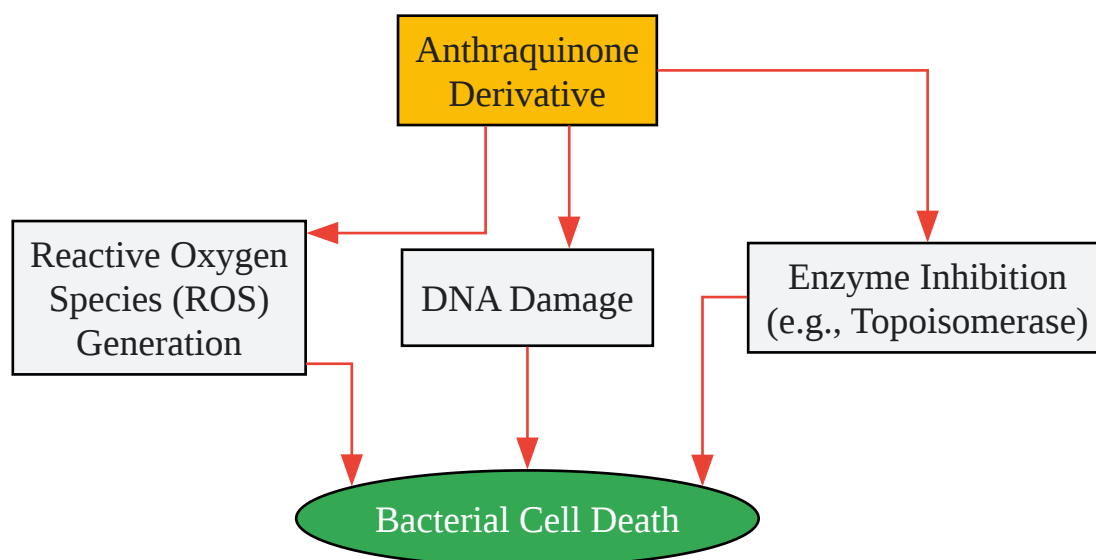 Anthraquinone
Derivative
Reactive Oxygen
Species (ROS)
Generation
DNA Damage
Enzyme Inhibition
(e.g., Topoisomerase)
Bacterial Cell Death